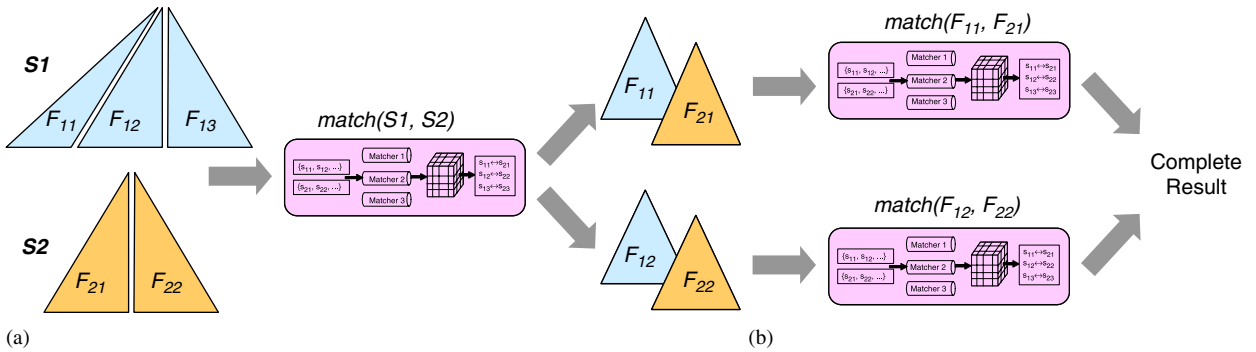 S1
F11
F12
F13
S2
F21
F22
(a)
match(S1, S2)
{s11, s12, ...}
{s21, s22, ...}
Matcher 1
Matcher 2
Matcher 3
s11↔s21
s12↔s22
s13↔s23
F11
F21
F12
F22
(b)
match(F11, F21)
{s11, s12, ...}
{s21, s22, ...}
Matcher 1
Matcher 2
Matcher 3
s11↔s21
s12↔s22
s13↔s23
match(F12, F22)
{s11, s12, ...}
{s21, s22, ...}
Matcher 1
Matcher 2
Matcher 3
s11↔s21
s12↔s22
s13↔s23
Complete
Result